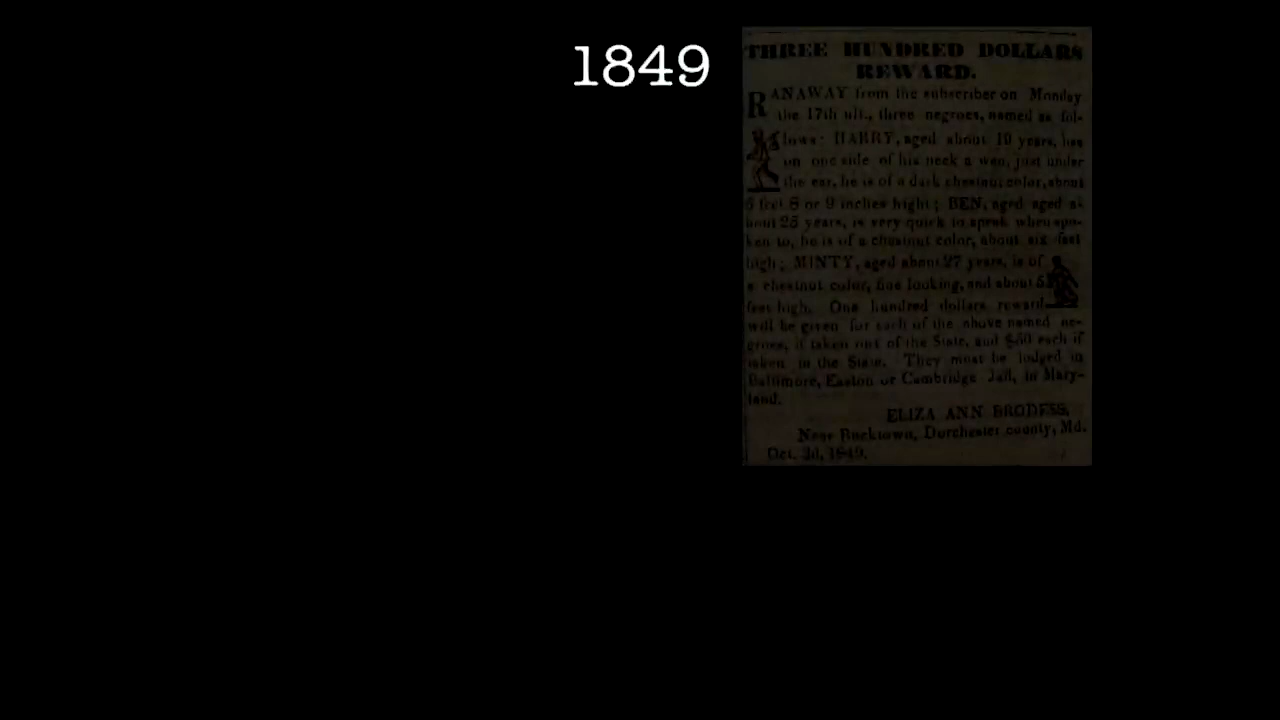 1849
THREE HUNDRED DOLLARS
REWARD.
RANAWAY from the subscriber on Monday
the 17th ult., three negroes, named as fol-
lows: HARRY, aged about 19 years, has
on one side of his neck a wen, just under
the ear, he is of a dark chestnut color, about
5 feet 8 or 9 inches hight; BEN, aged aged a-
bout 25 years, is very quick to speak when spo-
ken to, he is of a chestnut color, about six feet
high; MINTY, aged about 27 years, is of
a chestnut color, fine looking, and about 5
feet high. One hundred dollars reward
will be given for each of the above named ne-
groes, if taken out of the State, and $50 each if
taken in the State. They must be lodged in
Baltimore, Easton or Cambridge Jail, in Mary-
land.
ELIZA ANN BRODESS,
Near Bucktown, Dorchester county, Md.
Oct. 3d, 1849.